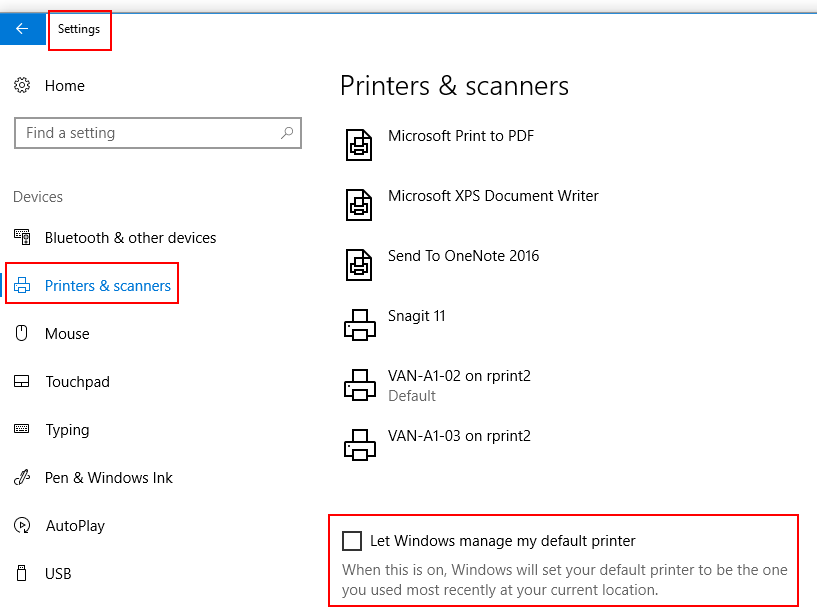 Settings
Home
Find a setting
Devices
Bluetooth & other devices
Printers & scanners
Mouse
Touchpad
Typing
Pen & Windows Ink
AutoPlay
USB
Printers & scanners
Microsoft Print to PDF
Microsoft XPS Document Writer
Send To OneNote 2016
Snagit 11
VAN-A1-02 on rprint2
Default
VAN-A1-03 on rprint2
Let Windows manage my default printer
When this is on, Windows will set your default printer to be the one
you used most recently at your current location.